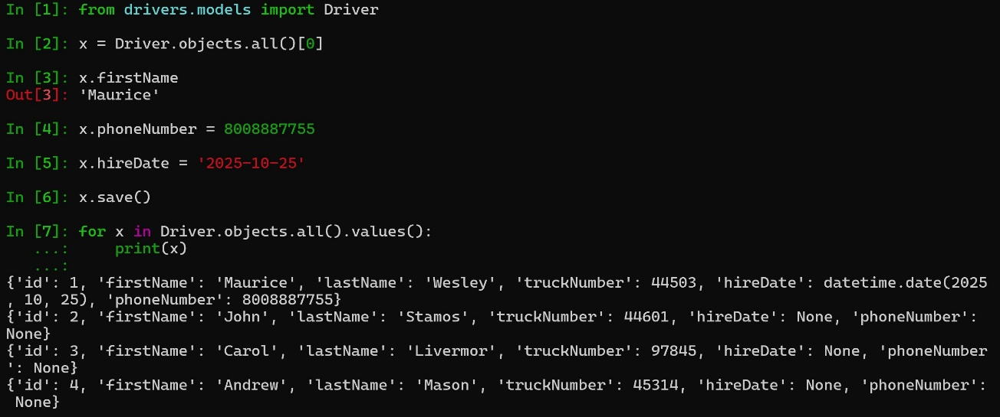 In [1]: from drivers.models import Driver
In [2]: x = Driver.objects.all()[0]
In [3]: x.firstName
Out[3]: 'Maurice'
In [4]: x.phoneNumber = 8008887755
In [5]: x.hireDate = '2025-10-25'
In [6]: x.save()
In [7]: for x in Driver.objects.all().values():
   ...:     print(x)
   ...:
{'id': 1, 'firstName': 'Maurice', 'lastName': 'Wesley', 'truckNumber': 44503, 'hireDate': datetime.date(2025
, 10, 25), 'phoneNumber': 8008887755}
{'id': 2, 'firstName': 'John', 'lastName': 'Stamos', 'truckNumber': 44601, 'hireDate': None, 'phoneNumber':
None}
{'id': 3, 'firstName': 'Carol', 'lastName': 'Livermor', 'truckNumber': 97845, 'hireDate': None, 'phoneNumber
': None}
{'id': 4, 'firstName': 'Andrew', 'lastName': 'Mason', 'truckNumber': 45314, 'hireDate': None, 'phoneNumber':
 None}